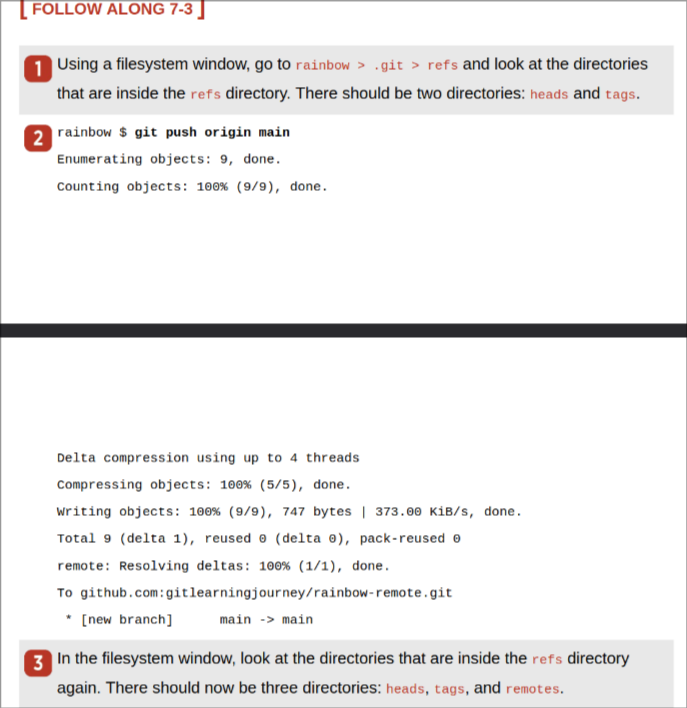 [ FOLLOW ALONG 7-3 ]
1 Using a filesystem window, go to rainbow > .git > refs and look at the directories
that are inside the refs directory. There should be two directories: heads and tags.
2 rainbow $ git push origin main
Enumerating objects: 9, done.
Counting objects: 100% (9/9), done.
Delta compression using up to 4 threads
Compressing objects: 100% (5/5), done.
Writing objects: 100% (9/9), 747 bytes | 373.00 KiB/s, done.
Total 9 (delta 1), reused 0 (delta 0), pack-reused 0
remote: Resolving deltas: 100% (1/1), done.
To github.com:gitlearningjourney/rainbow-remote.git
 * [new branch]      main -> main
3 In the filesystem window, look at the directories that are inside the refs directory
again. There should now be three directories: heads, tags, and remotes.